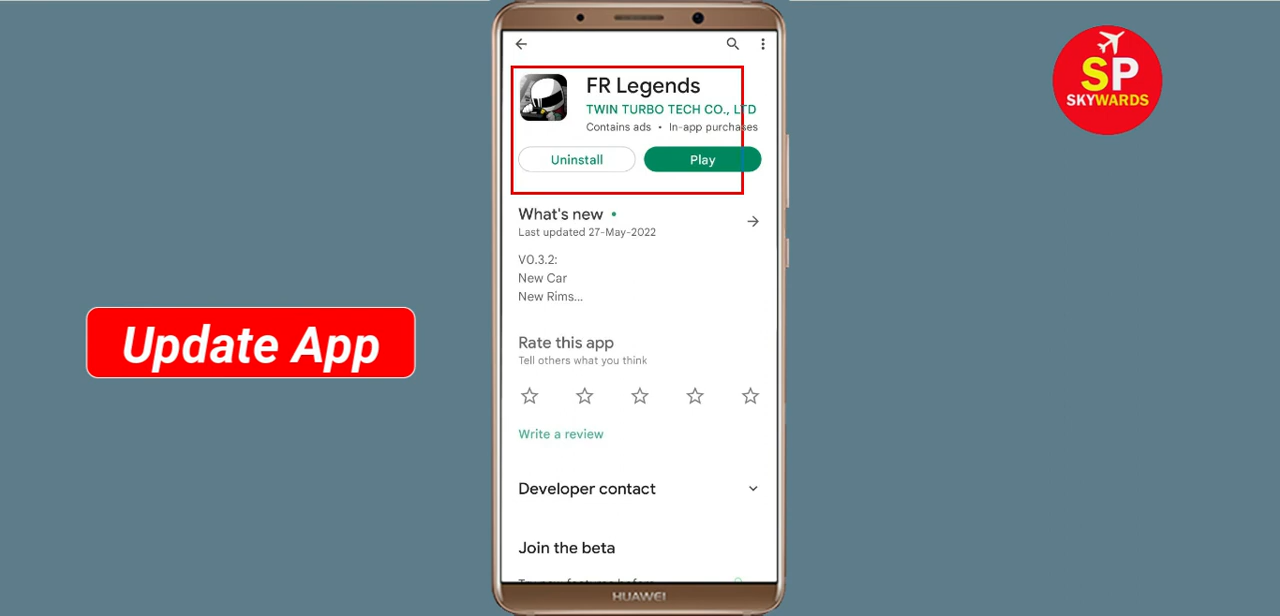 FR Legends
TWIN TURBO TECH CO., LTD
Contains ads • In-app purchases
Uninstall
Play
What's new •
Last updated 27-May-2022
V0.3.2:
New Car
New Rims...
Rate this app
Tell others what you think
Write a review
Developer contact
Join the beta
HUAWEI
Update App
SP
SKYWARDS